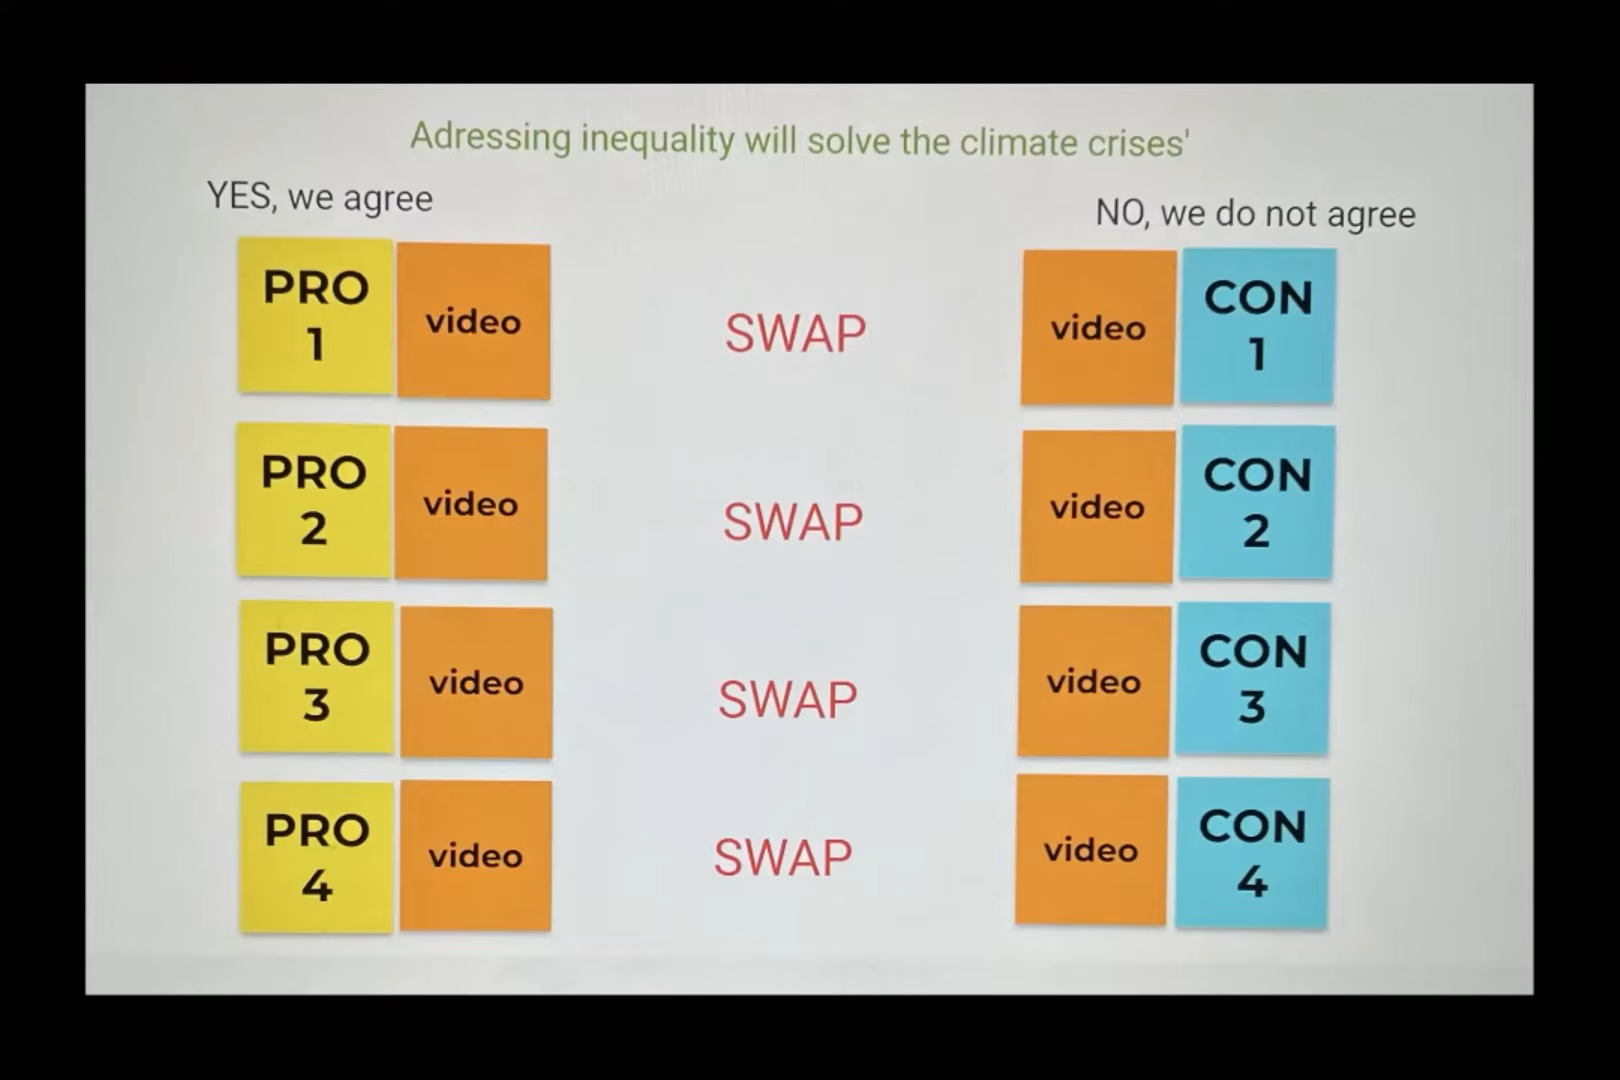 Adressing inequality will solve the climate crises'
YES, we agree
NO, we do not agree
PRO
1
video
SWAP
video
CON
1
PRO
2
video
SWAP
video
CON
2
PRO
3
video
SWAP
video
CON
3
PRO
4
video
SWAP
video
CON
4